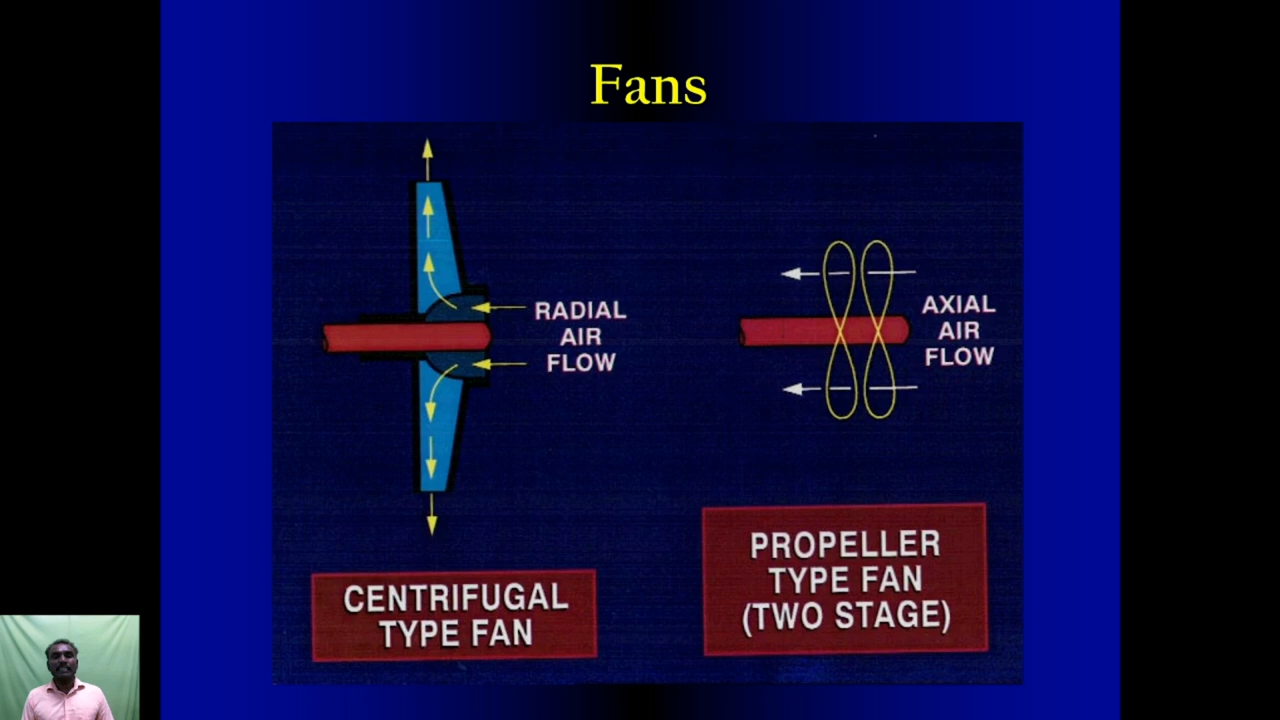 Fans
RADIAL
AIR
FLOW
AXIAL
AIR
FLOW
CENTRIFUGAL
TYPE FAN
PROPELLER
TYPE FAN
(TWO STAGE)